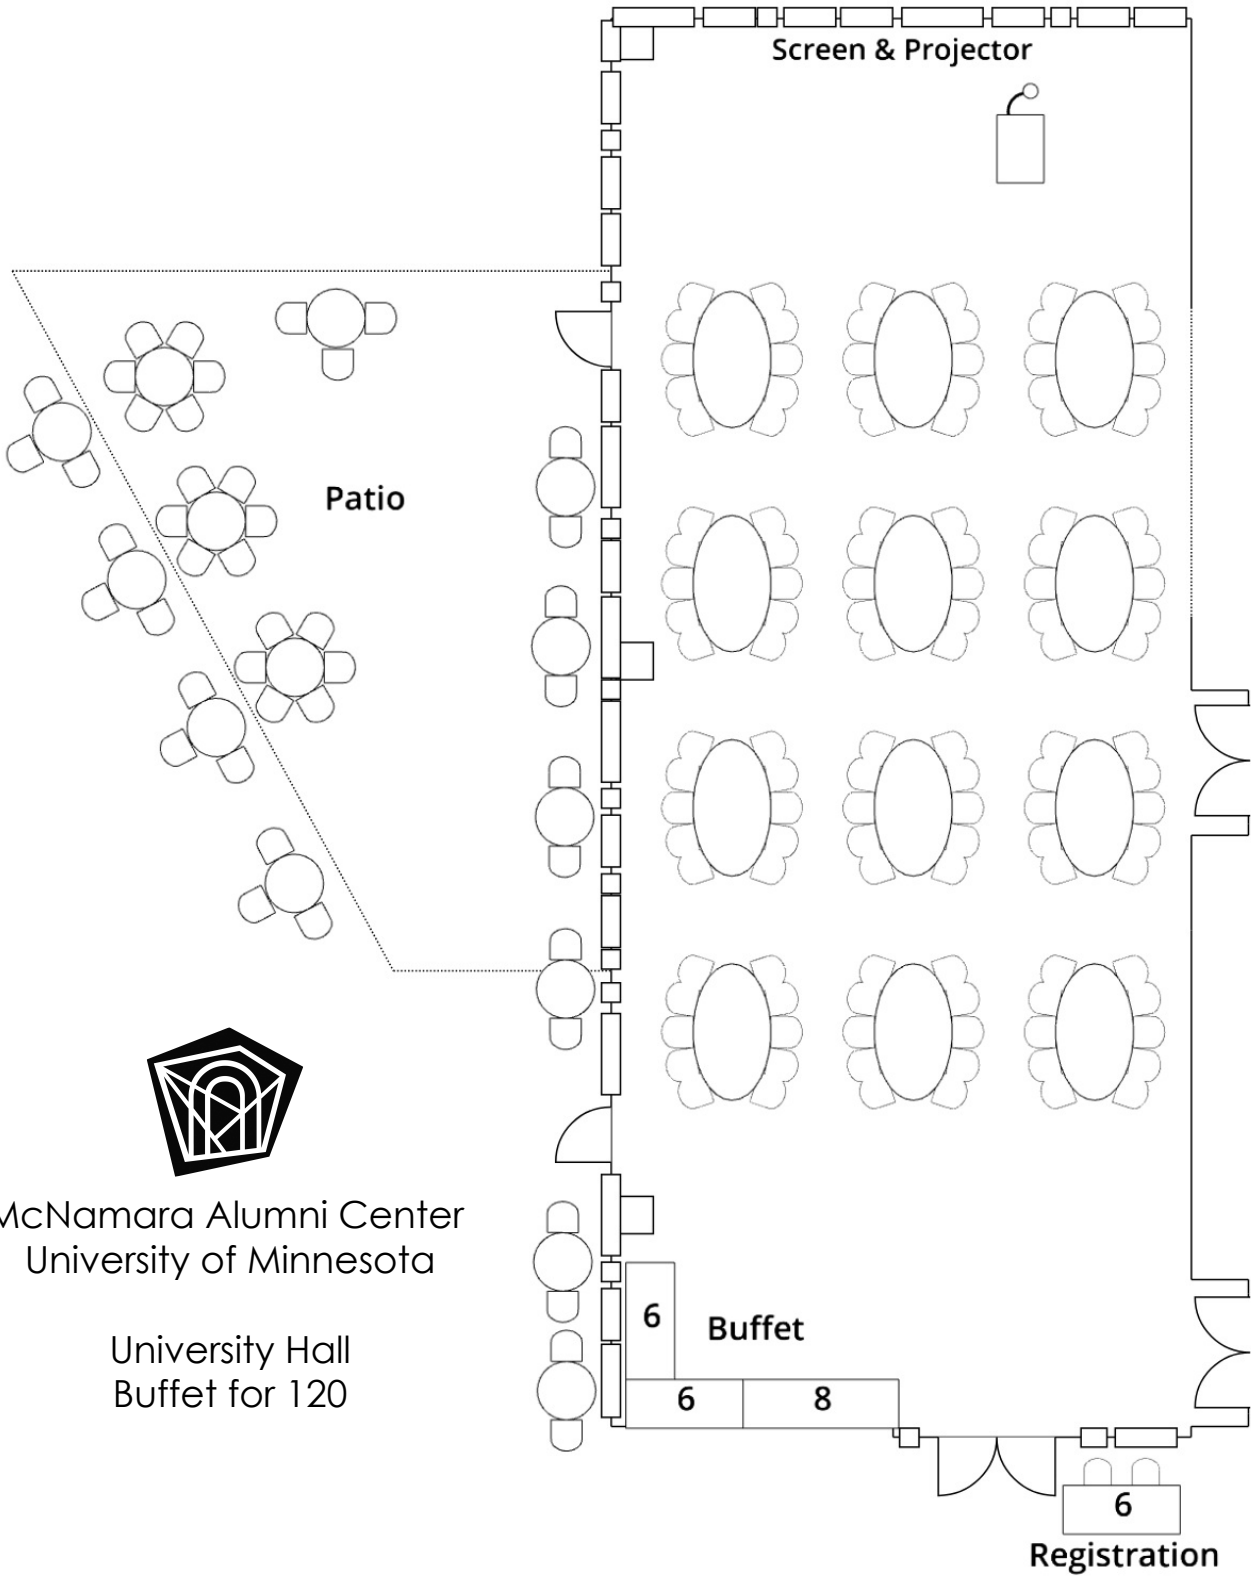 Screen & Projector
Patio
McNamara Alumni Center
University of Minnesota
University Hall
Buffet for 120
6
Buffet
6
8
6
Registration